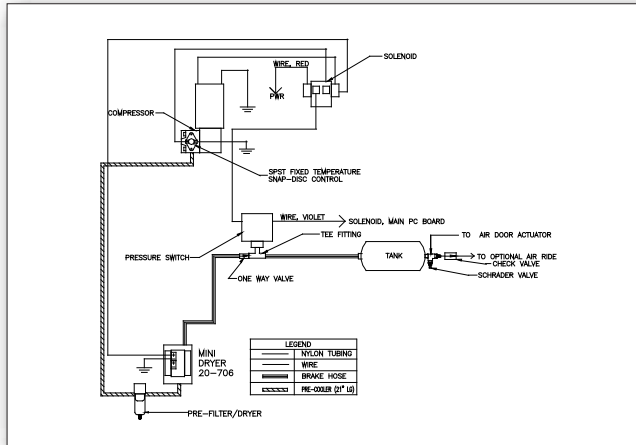 SOLENOID
WIRE, RED
PWR
COMPRESSOR
SPST FIXED TEMPERATURE
SNAP-DISC CONTROL
WIRE, VIOLET
SOLENOID, MAIN PC BOARD
TEE FITTING
TO AIR DOOR ACTUATOR
PRESSURE SWITCH
TANK
TO OPTIONAL AIR RIDE
CHECK VALVE
SCHRADER VALVE
ONE WAY VALVE
MINI
DRYER
20-706
LEGEND
NYLON TUBING
WIRE
BRAKE HOSE
PRE-COOLER (21" LG)
PRE-FILTER/DRYER